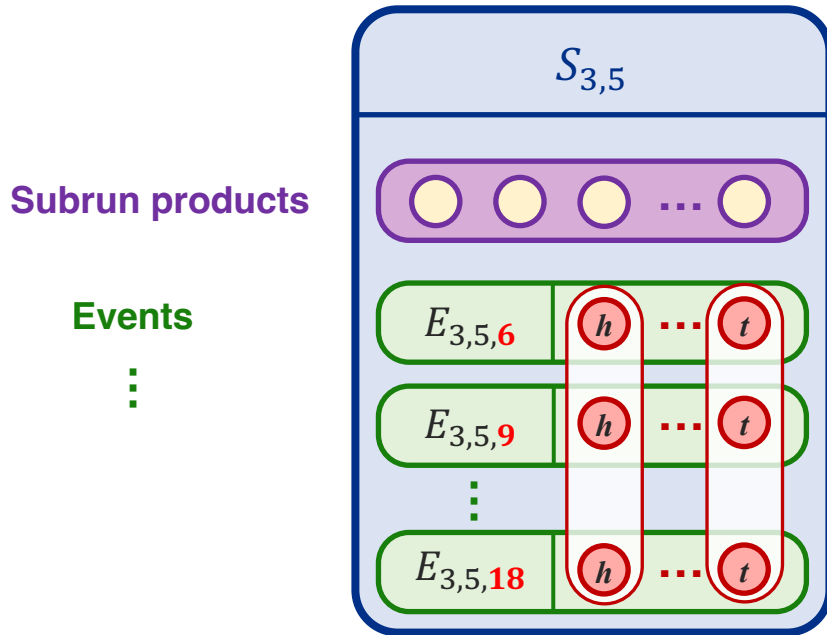 S3,5
Subrun products ...
Events
⋮
E3,5,6 h ... t
E3,5,9 h ... t
⋮
E3,5,18 h ... t